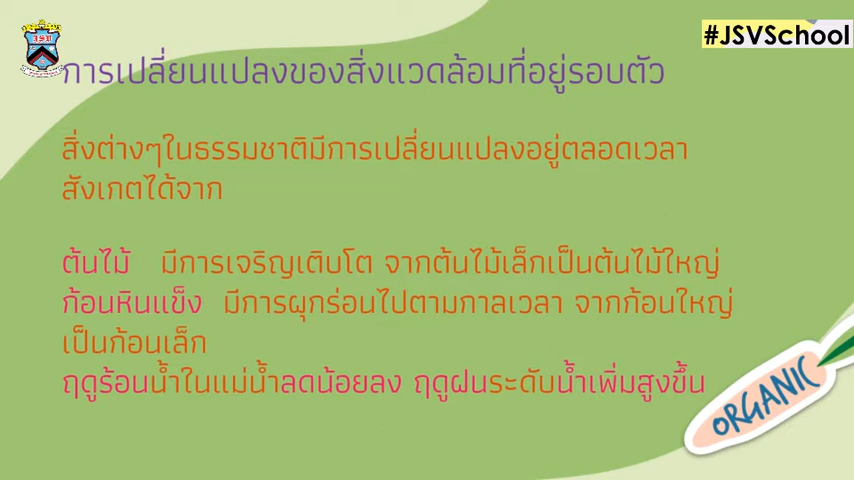 #JSVSchool
JSV
การเปลี่ยนแปลงของสิ่งแวดล้อมที่อยู่รอบตัว
สิ่งต่างๆในธรรมชาติมีการเปลี่ยนแปลงอยู่ตลอดเวลา
สังเกตได้จาก
ต้นไม้ มีการเจริญเติบโต จากต้นไม้เล็กเป็นต้นไม้ใหญ่
ก้อนหินแข็ง มีการผุกร่อนไปตามกาลเวลา จากก้อนใหญ่
เป็นก้อนเล็ก
ฤดูร้อนน้ำในแม่น้ำลดน้อยลง ฤดูฝนระดับน้ำเพิ่มสูงขึ้น
ORGANIC